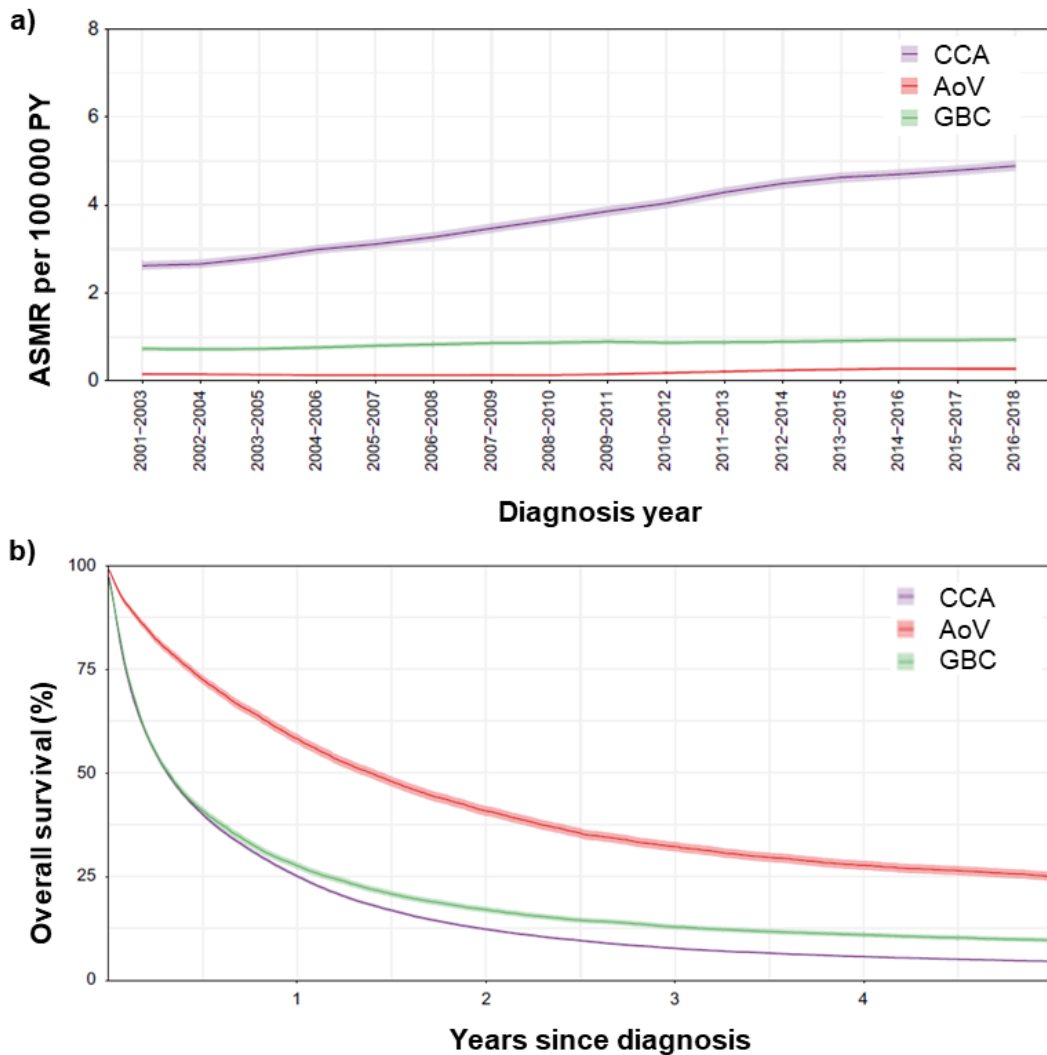 a)
8
6
4
2
0
ASMR per 100 000 PY
CCA
AoV
GBC
2001–2003
2002–2004
2003–2005
2004–2006
2005–2007
2006–2008
2007–2009
2008–2010
2009–2011
2010–2012
2011–2013
2012–2014
2013–2015
2014–2016
2015–2017
2016–2018
Diagnosis year
b)
100
75
50
25
0
Overall survival (%)
CCA
AoV
GBC
1
2
3
4
Years since diagnosis